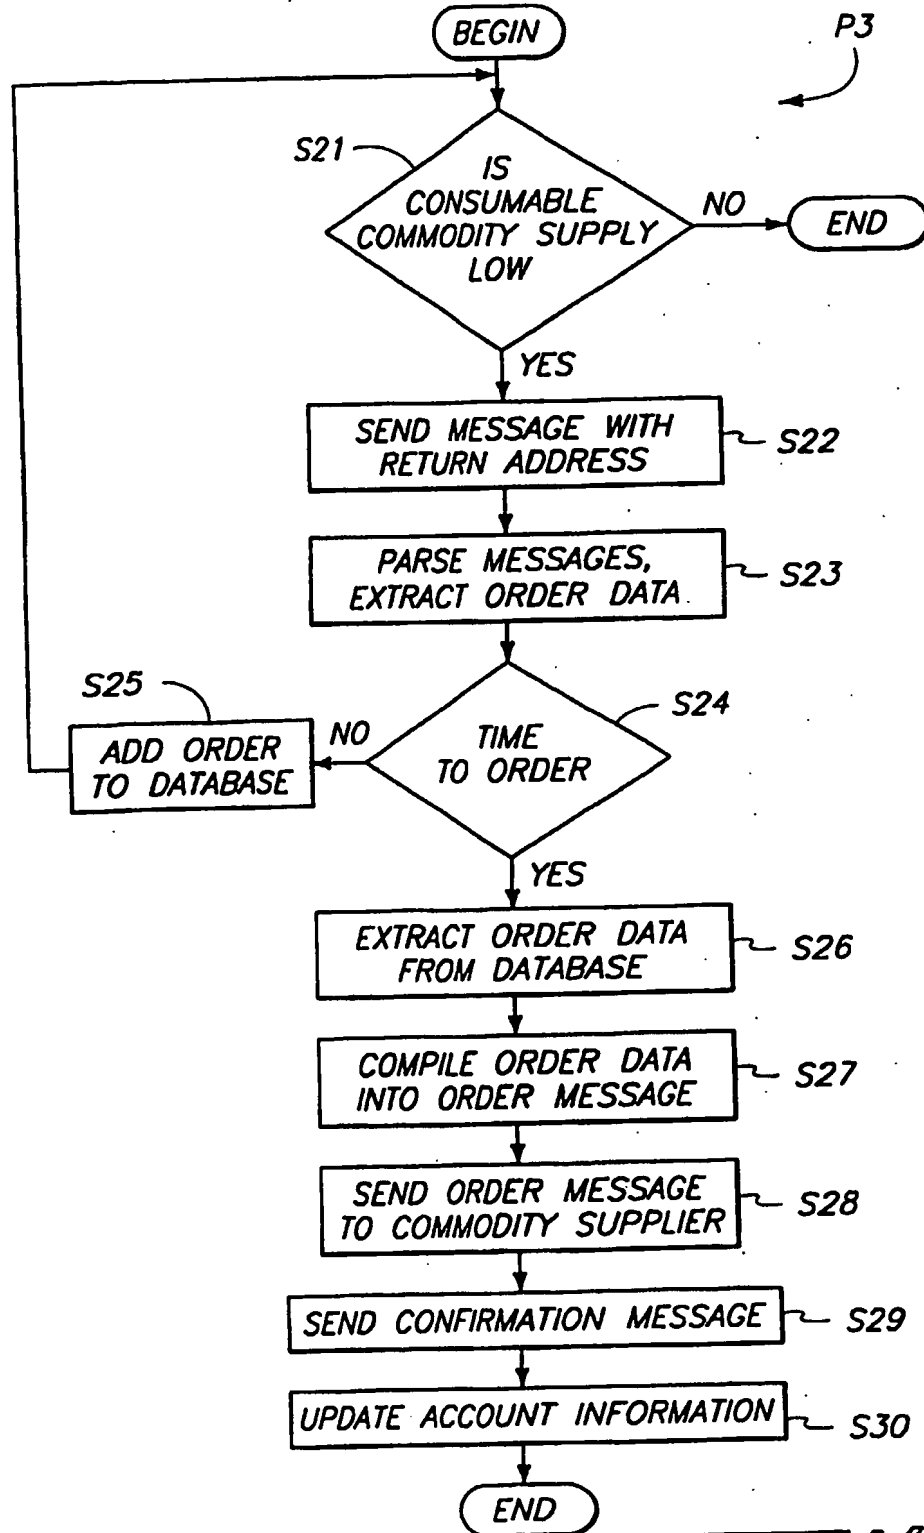 BEGIN
P3
S21
IS
CONSUMABLE
COMMODITY SUPPLY
LOW
NO
END
YES
SEND MESSAGE WITH
RETURN ADDRESS
S22
PARSE MESSAGES,
EXTRACT ORDER DATA
S23
S25
S24
ADD ORDER
TO DATABASE
NO
TIME
TO ORDER
YES
EXTRACT ORDER DATA
FROM DATABASE
S26
COMPILE ORDER DATA
INTO ORDER MESSAGE
S27
SEND ORDER MESSAGE
TO COMMODITY SUPPLIER
S28
SEND CONFIRMATION MESSAGE
S29
UPDATE ACCOUNT INFORMATION
S30
END